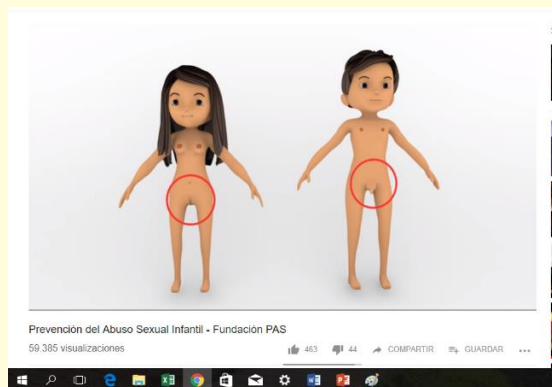 Prevención del Abuso Sexual Infantil - Fundación PAS
59.385 visualizaciones
463 44 COMPARTIR GUARDAR ...